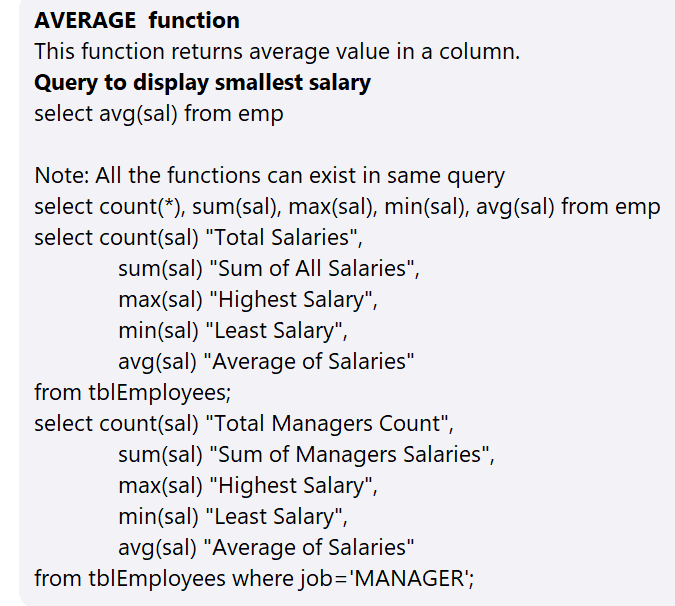 AVERAGE  function
This function returns average value in a column.
Query to display smallest salary
select avg(sal) from emp

Note: All the functions can exist in same query
select count(*), sum(sal), max(sal), min(sal), avg(sal) from emp
select count(sal) "Total Salaries",
            sum(sal) "Sum of All Salaries",
            max(sal) "Highest Salary",
            min(sal) "Least Salary",
            avg(sal) "Average of Salaries"
from tblEmployees;
select count(sal) "Total Managers Count",
            sum(sal) "Sum of Managers Salaries",
            max(sal) "Highest Salary",
            min(sal) "Least Salary",
            avg(sal) "Average of Salaries"
from tblEmployees where job='MANAGER';